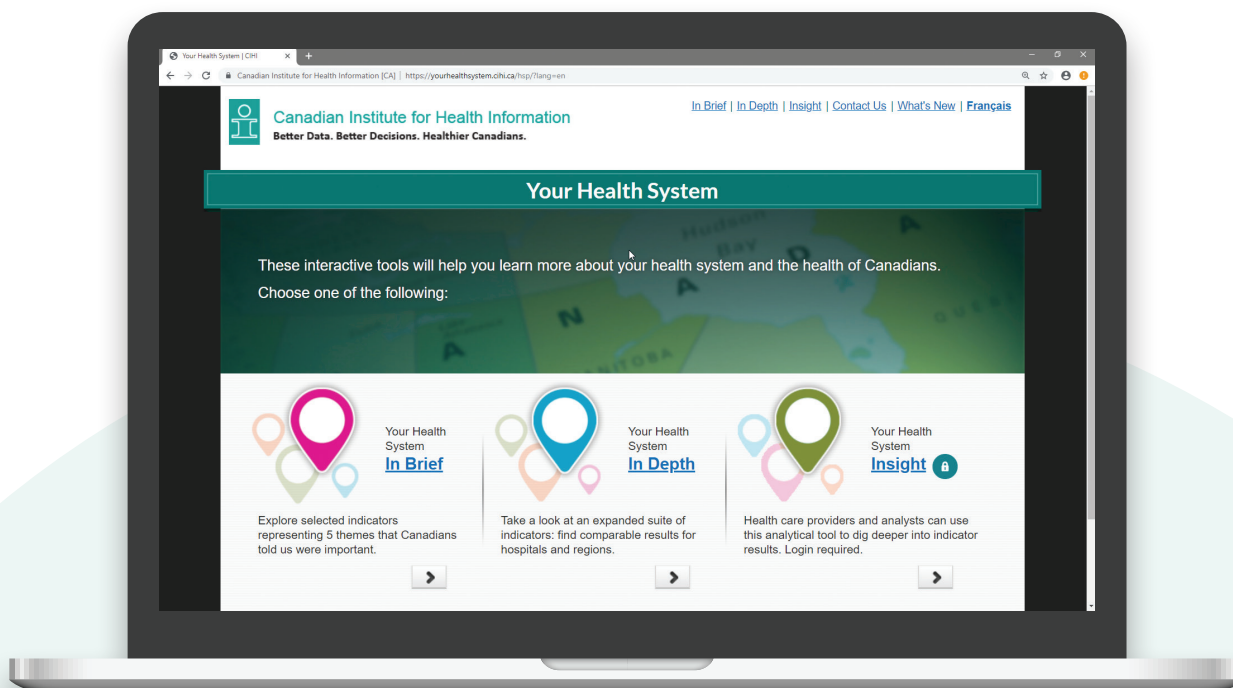 Your Health System | CIHI
Canadian Institute for Health Information [CA] | https://yourhealthsystem.cihi.ca/hsp/?lang=en
In Brief | In Depth | Insight | Contact Us | What's New | Français
Canadian Institute for Health Information
Better Data. Better Decisions. Healthier Canadians.
Your Health System
Hudson
Bay
These interactive tools will help you learn more about your health system and the health of Canadians.
Choose one of the following:
C A N A D A
MANITOBA
Your Health
System
In Brief
Explore selected indicators
representing 5 themes that Canadians
told us were important.
Your Health
System
In Depth
Take a look at an expanded suite of
indicators: find comparable results for
hospitals and regions.
Your Health
System
Insight
Health care providers and analysts can use
this analytical tool to dig deeper into indicator
results. Login required.